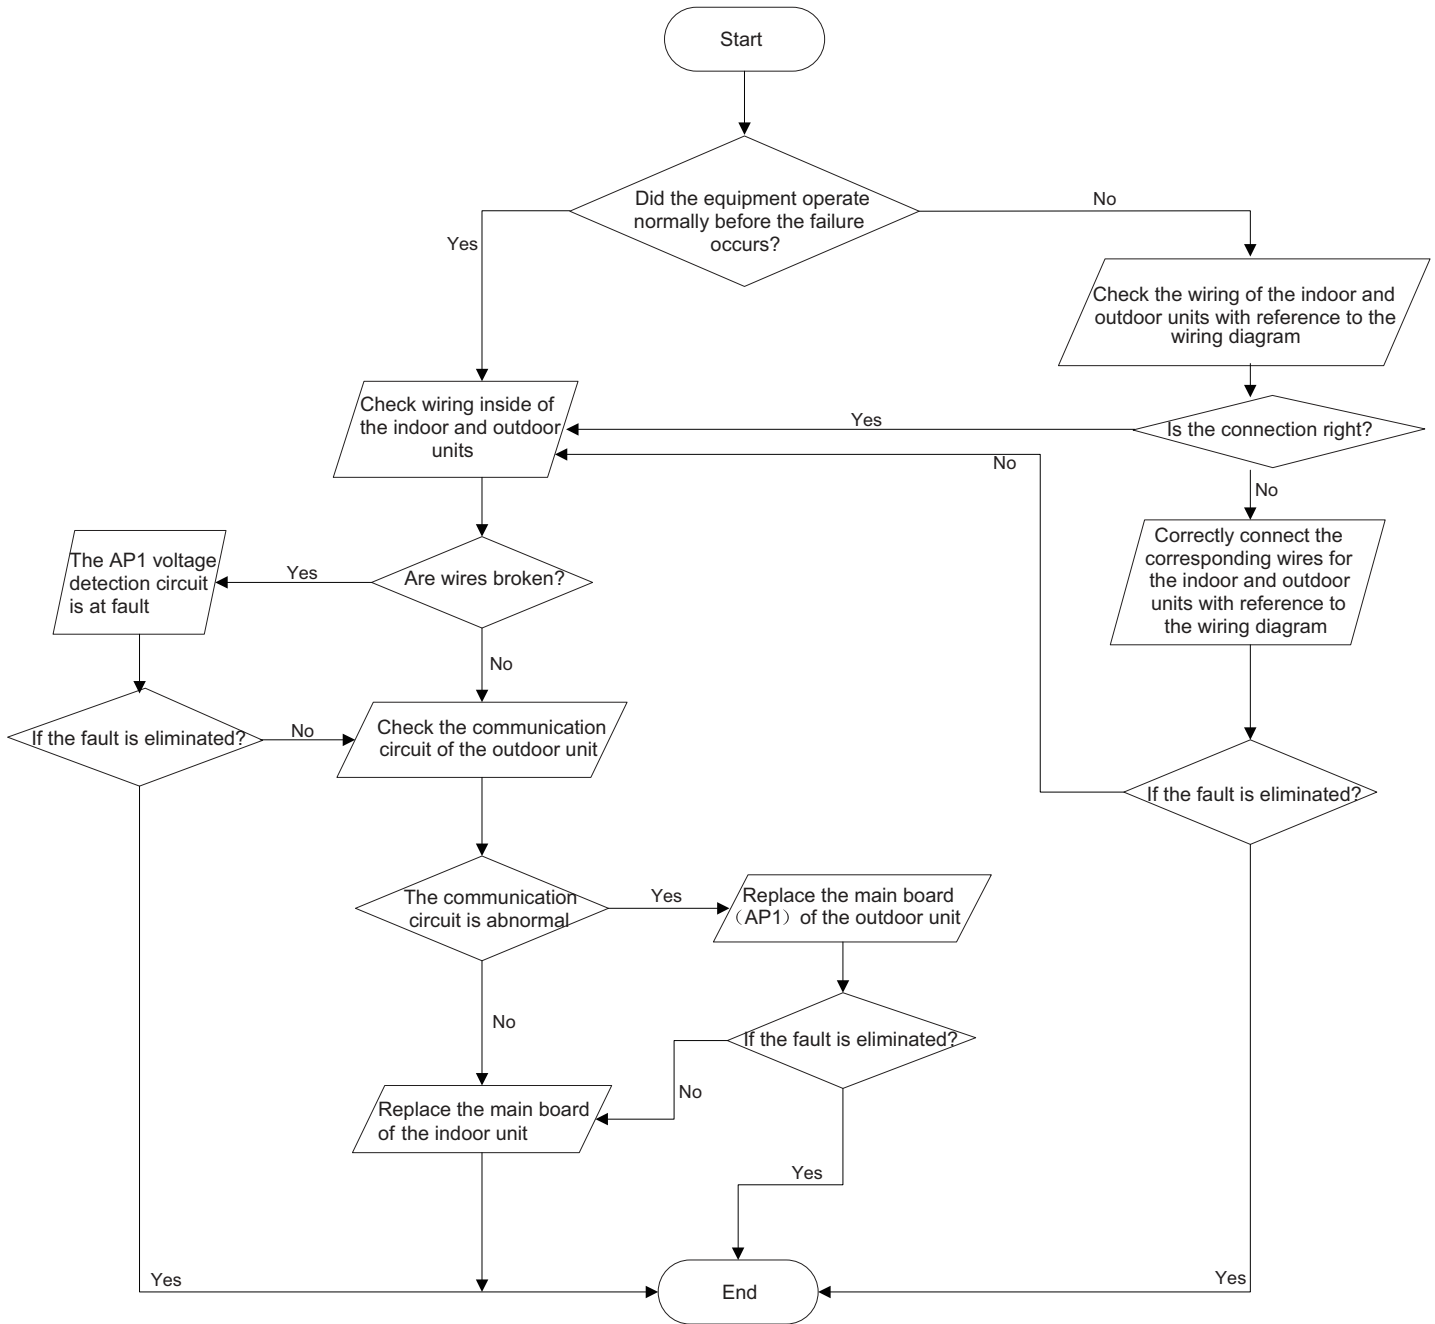 Start
Did the equipment operate
normally before the failure
occurs?
Yes
No
Check the wiring of the indoor and
outdoor units with reference to the
wiring diagram
Check wiring inside of
the indoor and outdoor
units
Yes
Is the connection right?
No
No
Correctly connect the
corresponding wires for
the indoor and outdoor
units with reference to
the wiring diagram
The AP1 voltage
detection circuit
is at fault
Yes
Are wires broken?
No
If the fault is eliminated?
No
Check the communication
circuit of the outdoor unit
If the fault is eliminated?
The communication
circuit is abnormal
Yes
Replace the main board
（AP1）of the outdoor unit
No
If the fault is eliminated?
No
Replace the main board
of the indoor unit
Yes
Yes
End
Yes